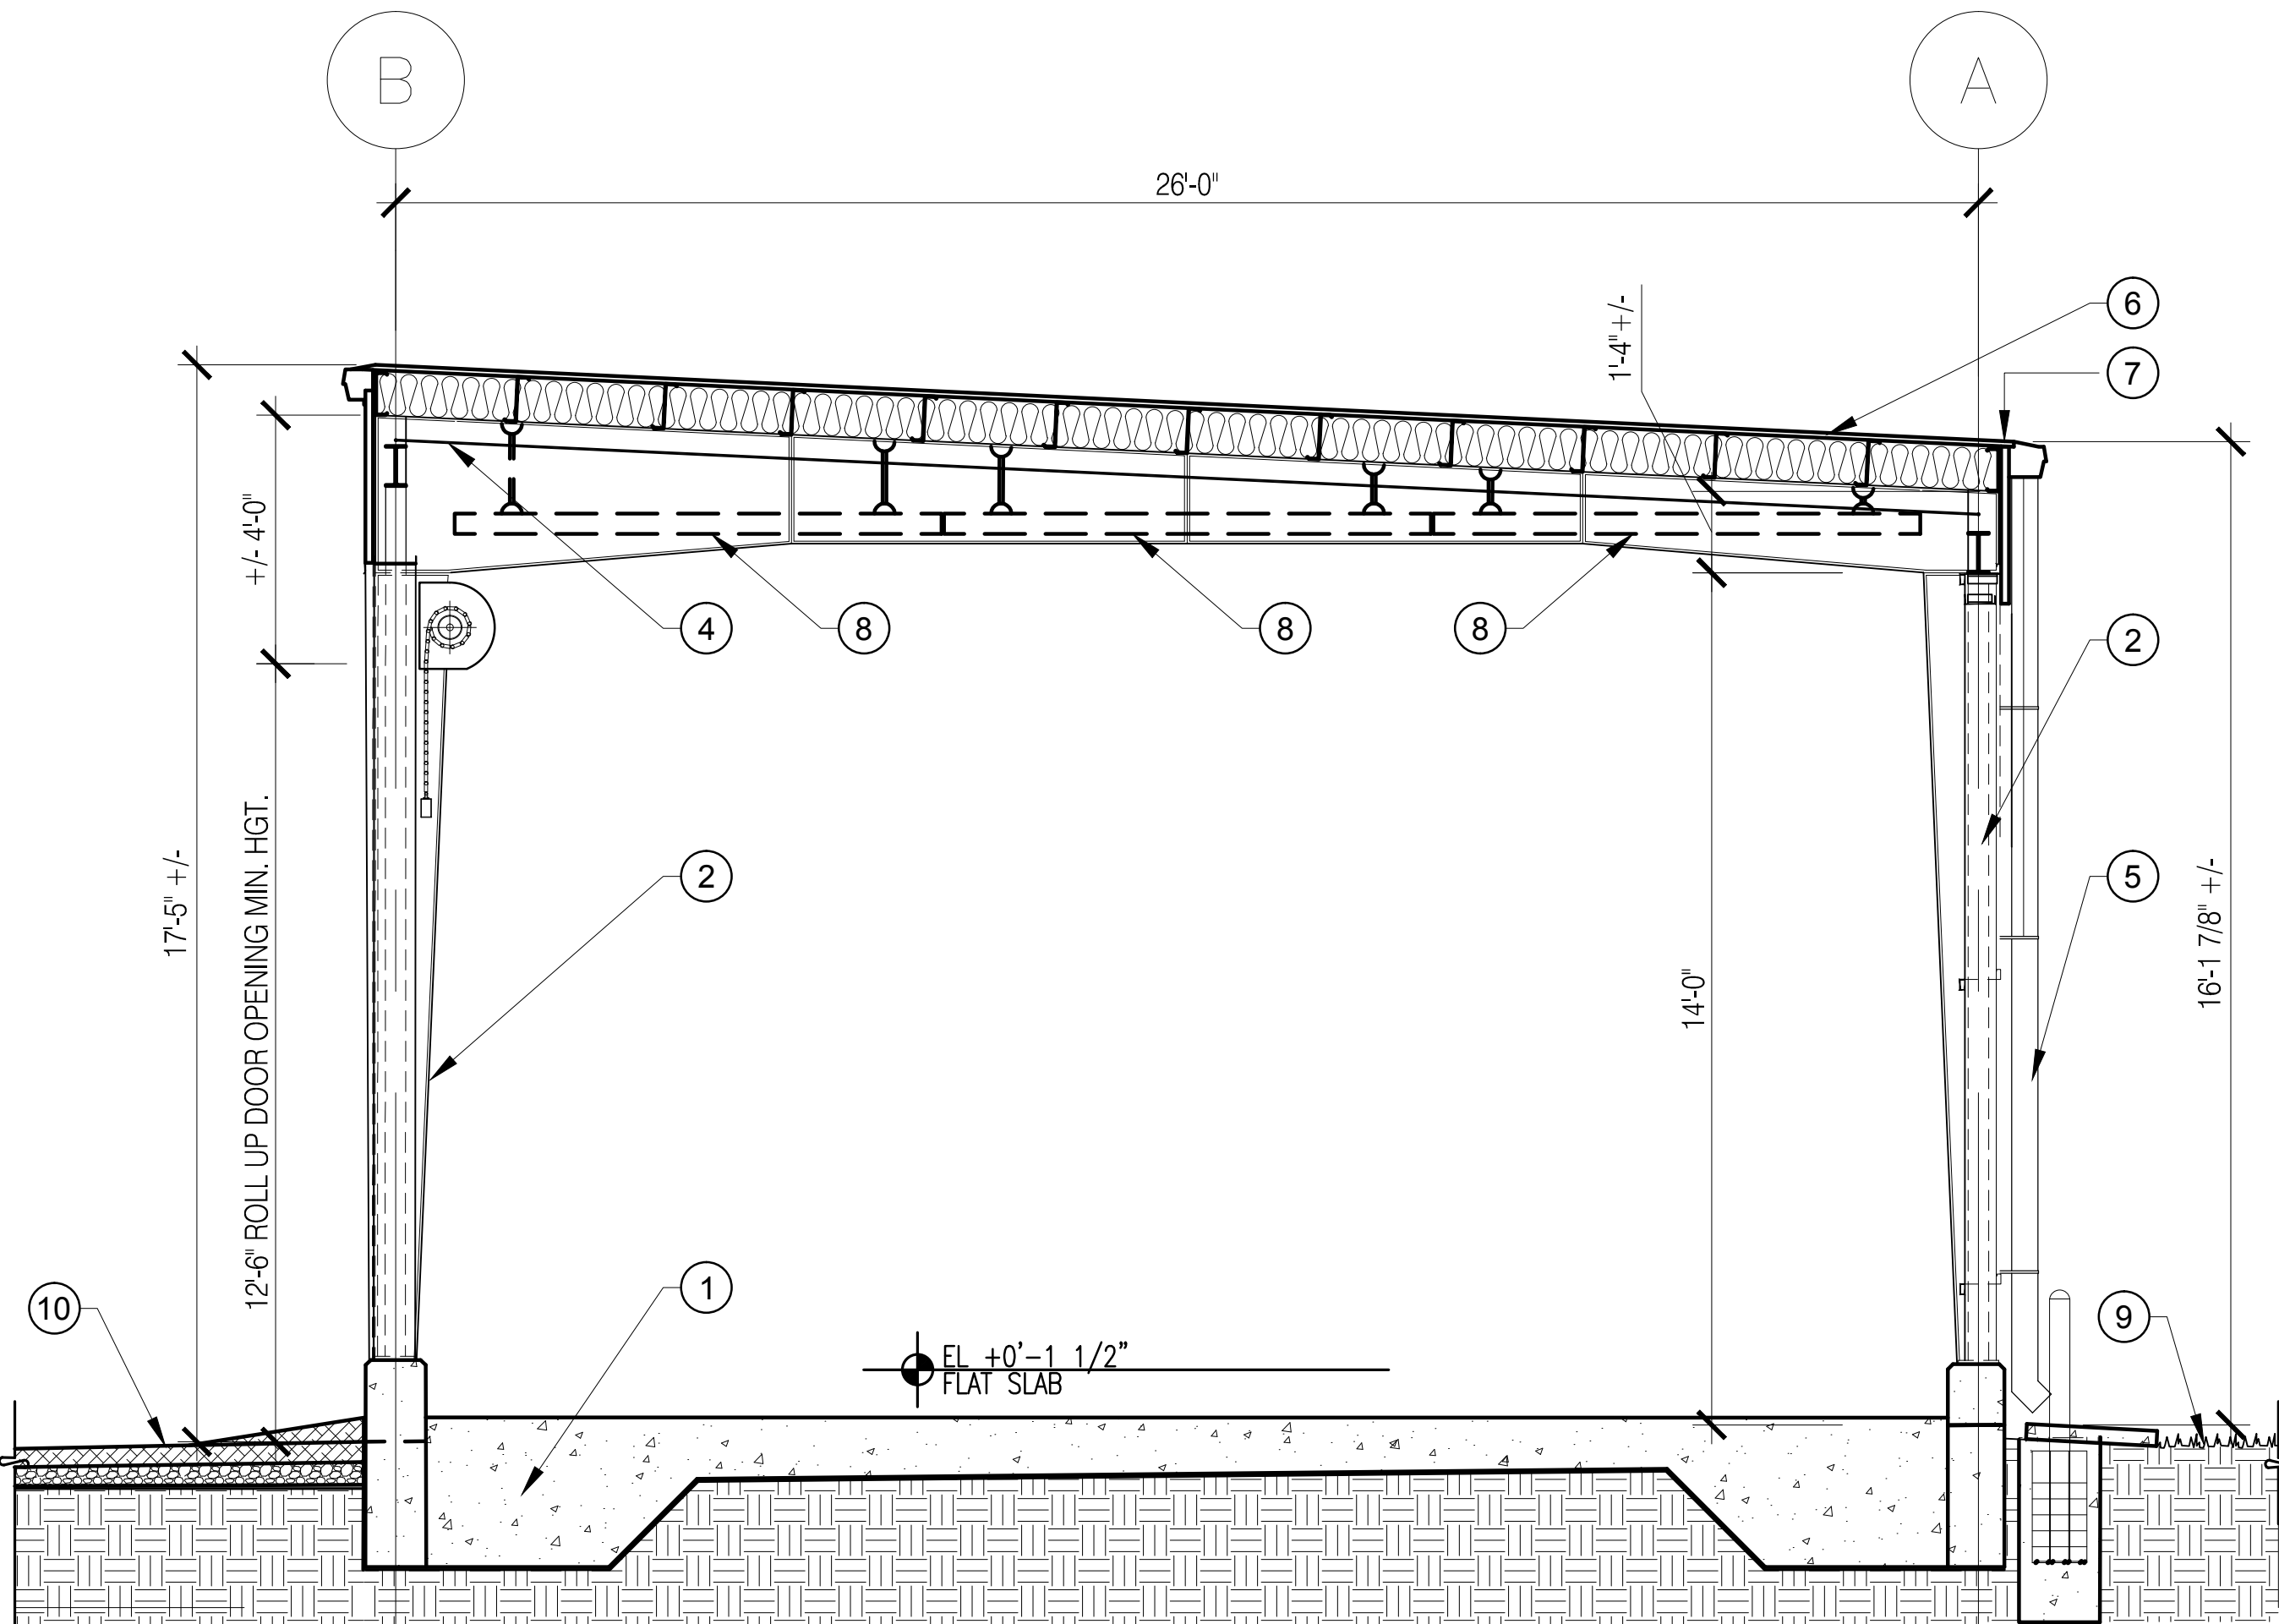 B
A
26'-0"
1'-4"+/-
6
7
+/- 4'-0"
4
8
8
8
2
17'-5" +/-
12'-6" ROLL UP DOOR OPENING MIN. HGT.
2
5
14'-0"
16'-1 7/8" +/-
10
1
9
EL +0'-1 1/2"
FLAT SLAB